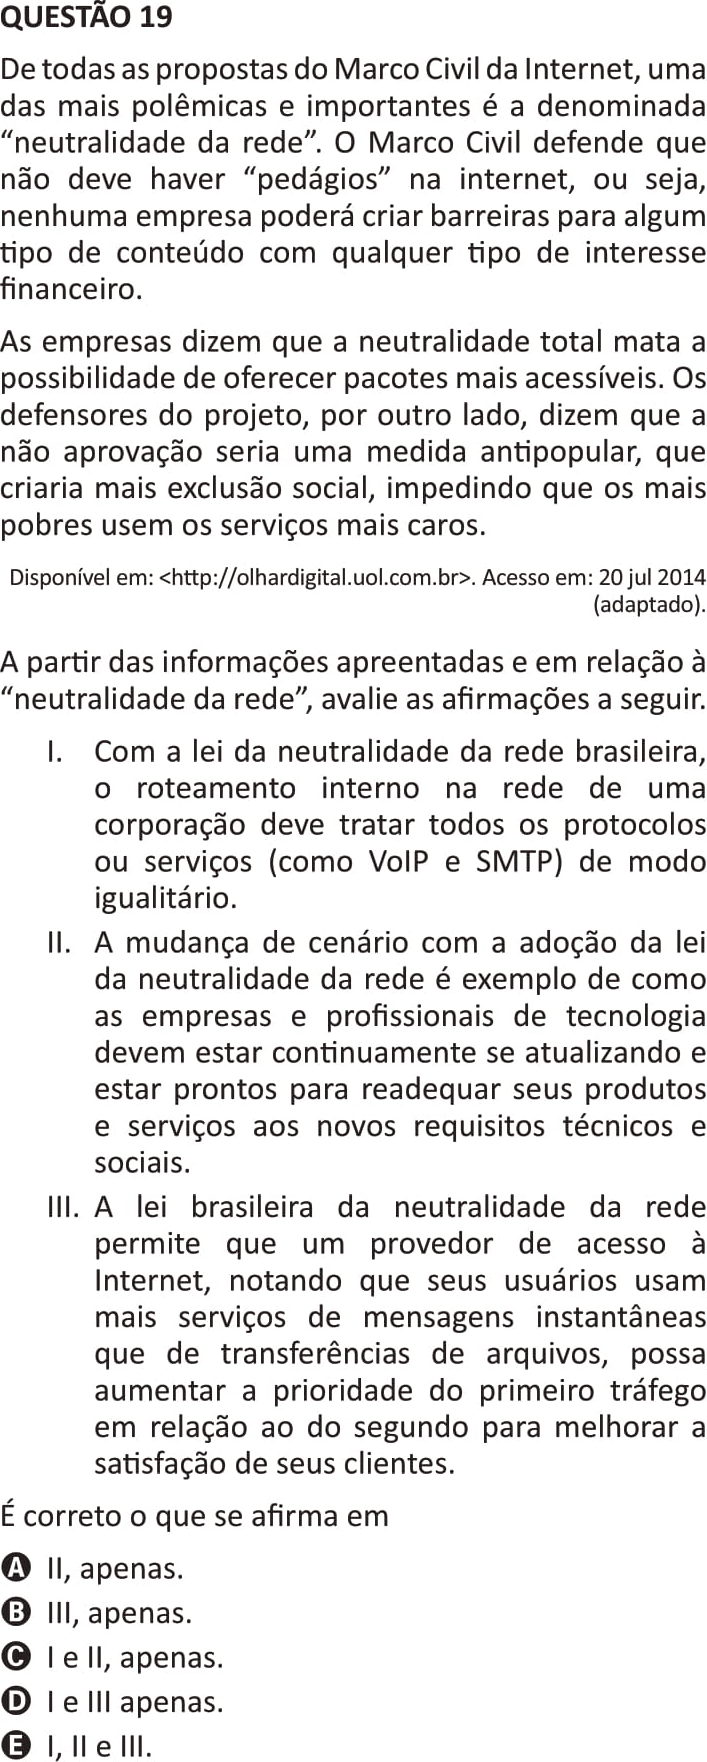 QUESTÃO 19
De todas as propostas do Marco Civil da Internet, uma
das mais polêmicas e importantes é a denominada
“neutralidade da rede”. O Marco Civil defende que
não deve haver “pedágios” na internet, ou seja,
nenhuma empresa poderá criar barreiras para algum
tipo de conteúdo com qualquer tipo de interesse
financeiro.
As empresas dizem que a neutralidade total mata a
possibilidade de oferecer pacotes mais acessíveis. Os
defensores do projeto, por outro lado, dizem que a
não aprovação seria uma medida antipopular, que
criaria mais exclusão social, impedindo que os mais
pobres usem os serviços mais caros.
Disponível em: <http://olhardigital.uol.com.br>. Acesso em: 20 jul 2014
(adaptado).
A partir das informações apreentadas e em relação à
“neutralidade da rede”, avalie as afirmações a seguir.
I. Com a lei da neutralidade da rede brasileira,
o roteamento interno na rede de uma
corporação deve tratar todos os protocolos
ou serviços (como VoIP e SMTP) de modo
igualitário.
II. A mudança de cenário com a adoção da lei
da neutralidade da rede é exemplo de como
as empresas e profissionais de tecnologia
devem estar continuamente se atualizando e
estar prontos para readequar seus produtos
e serviços aos novos requisitos técnicos e
sociais.
III. A lei brasileira da neutralidade da rede
permite que um provedor de acesso à
Internet, notando que seus usuários usam
mais serviços de mensagens instantâneas
que de transferências de arquivos, possa
aumentar a prioridade do primeiro tráfego
em relação ao do segundo para melhorar a
satisfação de seus clientes.
É correto o que se afirma em
A II, apenas.
B III, apenas.
C I e II, apenas.
D I e III apenas.
E I, II e III.